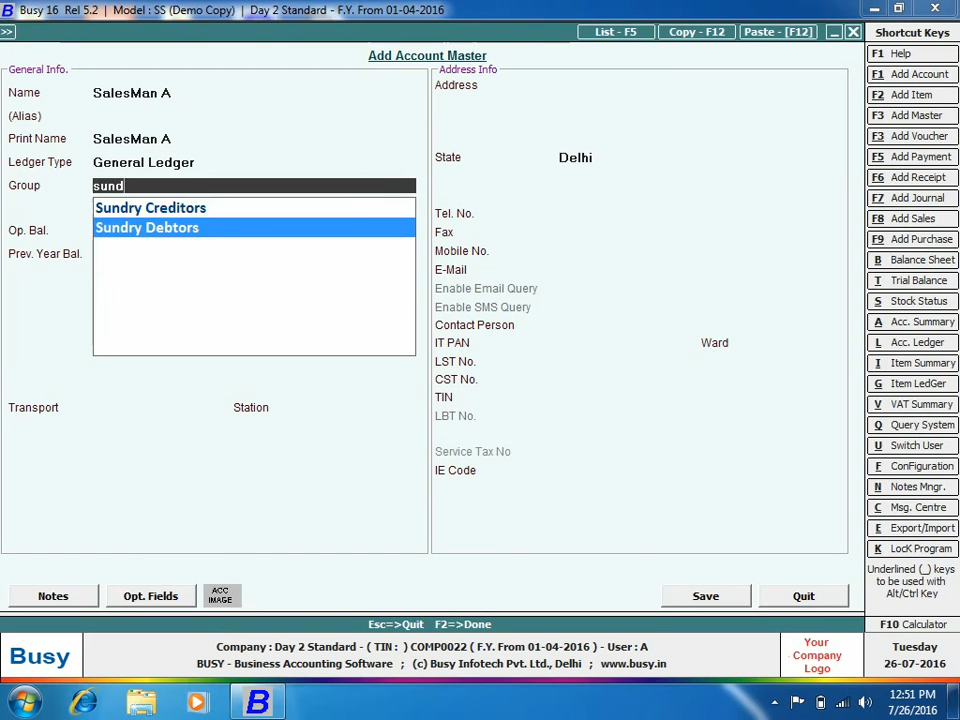 Busy 16 Rel 5.2 | Model : SS (Demo Copy) | Day 2 Standard - F.Y. From 01-04-2016
>> List - F5 Copy - F12 Paste - [F12]
Add Account Master
General Info.
Name SalesMan A
(Alias)
Print Name SalesMan A
Ledger Type General Ledger
Group sund
Sundry Creditors
Sundry Debtors
Op. Bal.
Prev. Year Bal.
Transport Station
Address Info
Address
State Delhi
Tel. No.
Fax
Mobile No.
E-Mail
Enable Email Query
Enable SMS Query
Contact Person
IT PAN Ward
LST No.
CST No.
TIN
LBT No.
Service Tax No
IE Code
Notes Opt. Fields ACC IMAGE Save Quit
Esc=>Quit F2=>Done
Shortcut Keys
F1 Help
F1 Add Account
F2 Add Item
F3 Add Master
F3 Add Voucher
F5 Add Payment
F6 Add Receipt
F7 Add Journal
F8 Add Sales
F9 Add Purchase
B Balance Sheet
T Trial Balance
S Stock Status
A Acc. Summary
L Acc. Ledger
I Item Summary
G Item LedGer
V VAT Summary
Q Query System
U Switch User
F Configuration
N Notes Mngr.
C Msg. Centre
E Export/Import
K LocK Program
Underlined (_) keys
to be used with
Alt/Ctrl Key
F10 Calculator
Busy
Company : Day 2 Standard - ( TIN : ) COMP0022 ( F.Y. From 01-04-2016 ) - User : A
BUSY - Business Accounting Software ; (c) Busy Infotech Pvt. Ltd., Delhi ; www.busy.in
Your
Company
Logo
Tuesday
26-07-2016
B
12:51 PM
7/26/2016